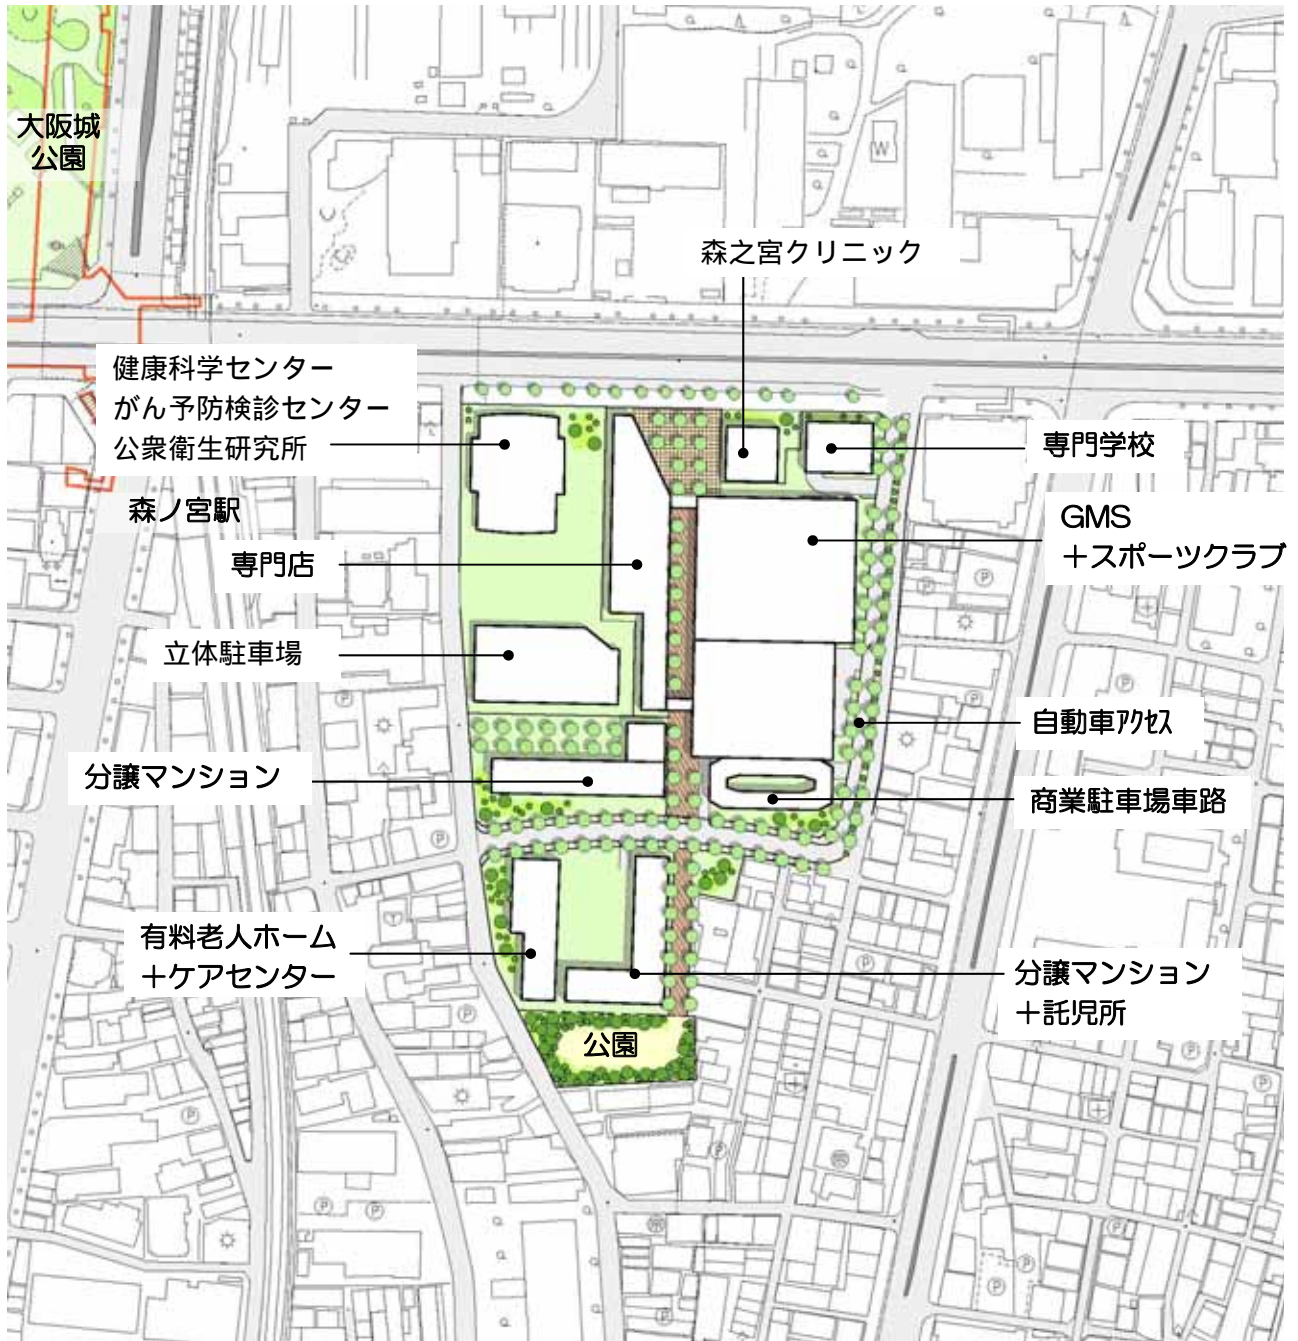 大阪城
公園
森之宮クリニック
健康科学センター
がん予防検診センター
公衆衛生研究所
専門学校
森ノ宮駅
GMS
＋スポーツクラブ
専門店
立体駐車場
自動車アクセス
分譲マンション
商業駐車場車路
有料老人ホーム
＋ケアセンター
分譲マンション
＋託児所
公園